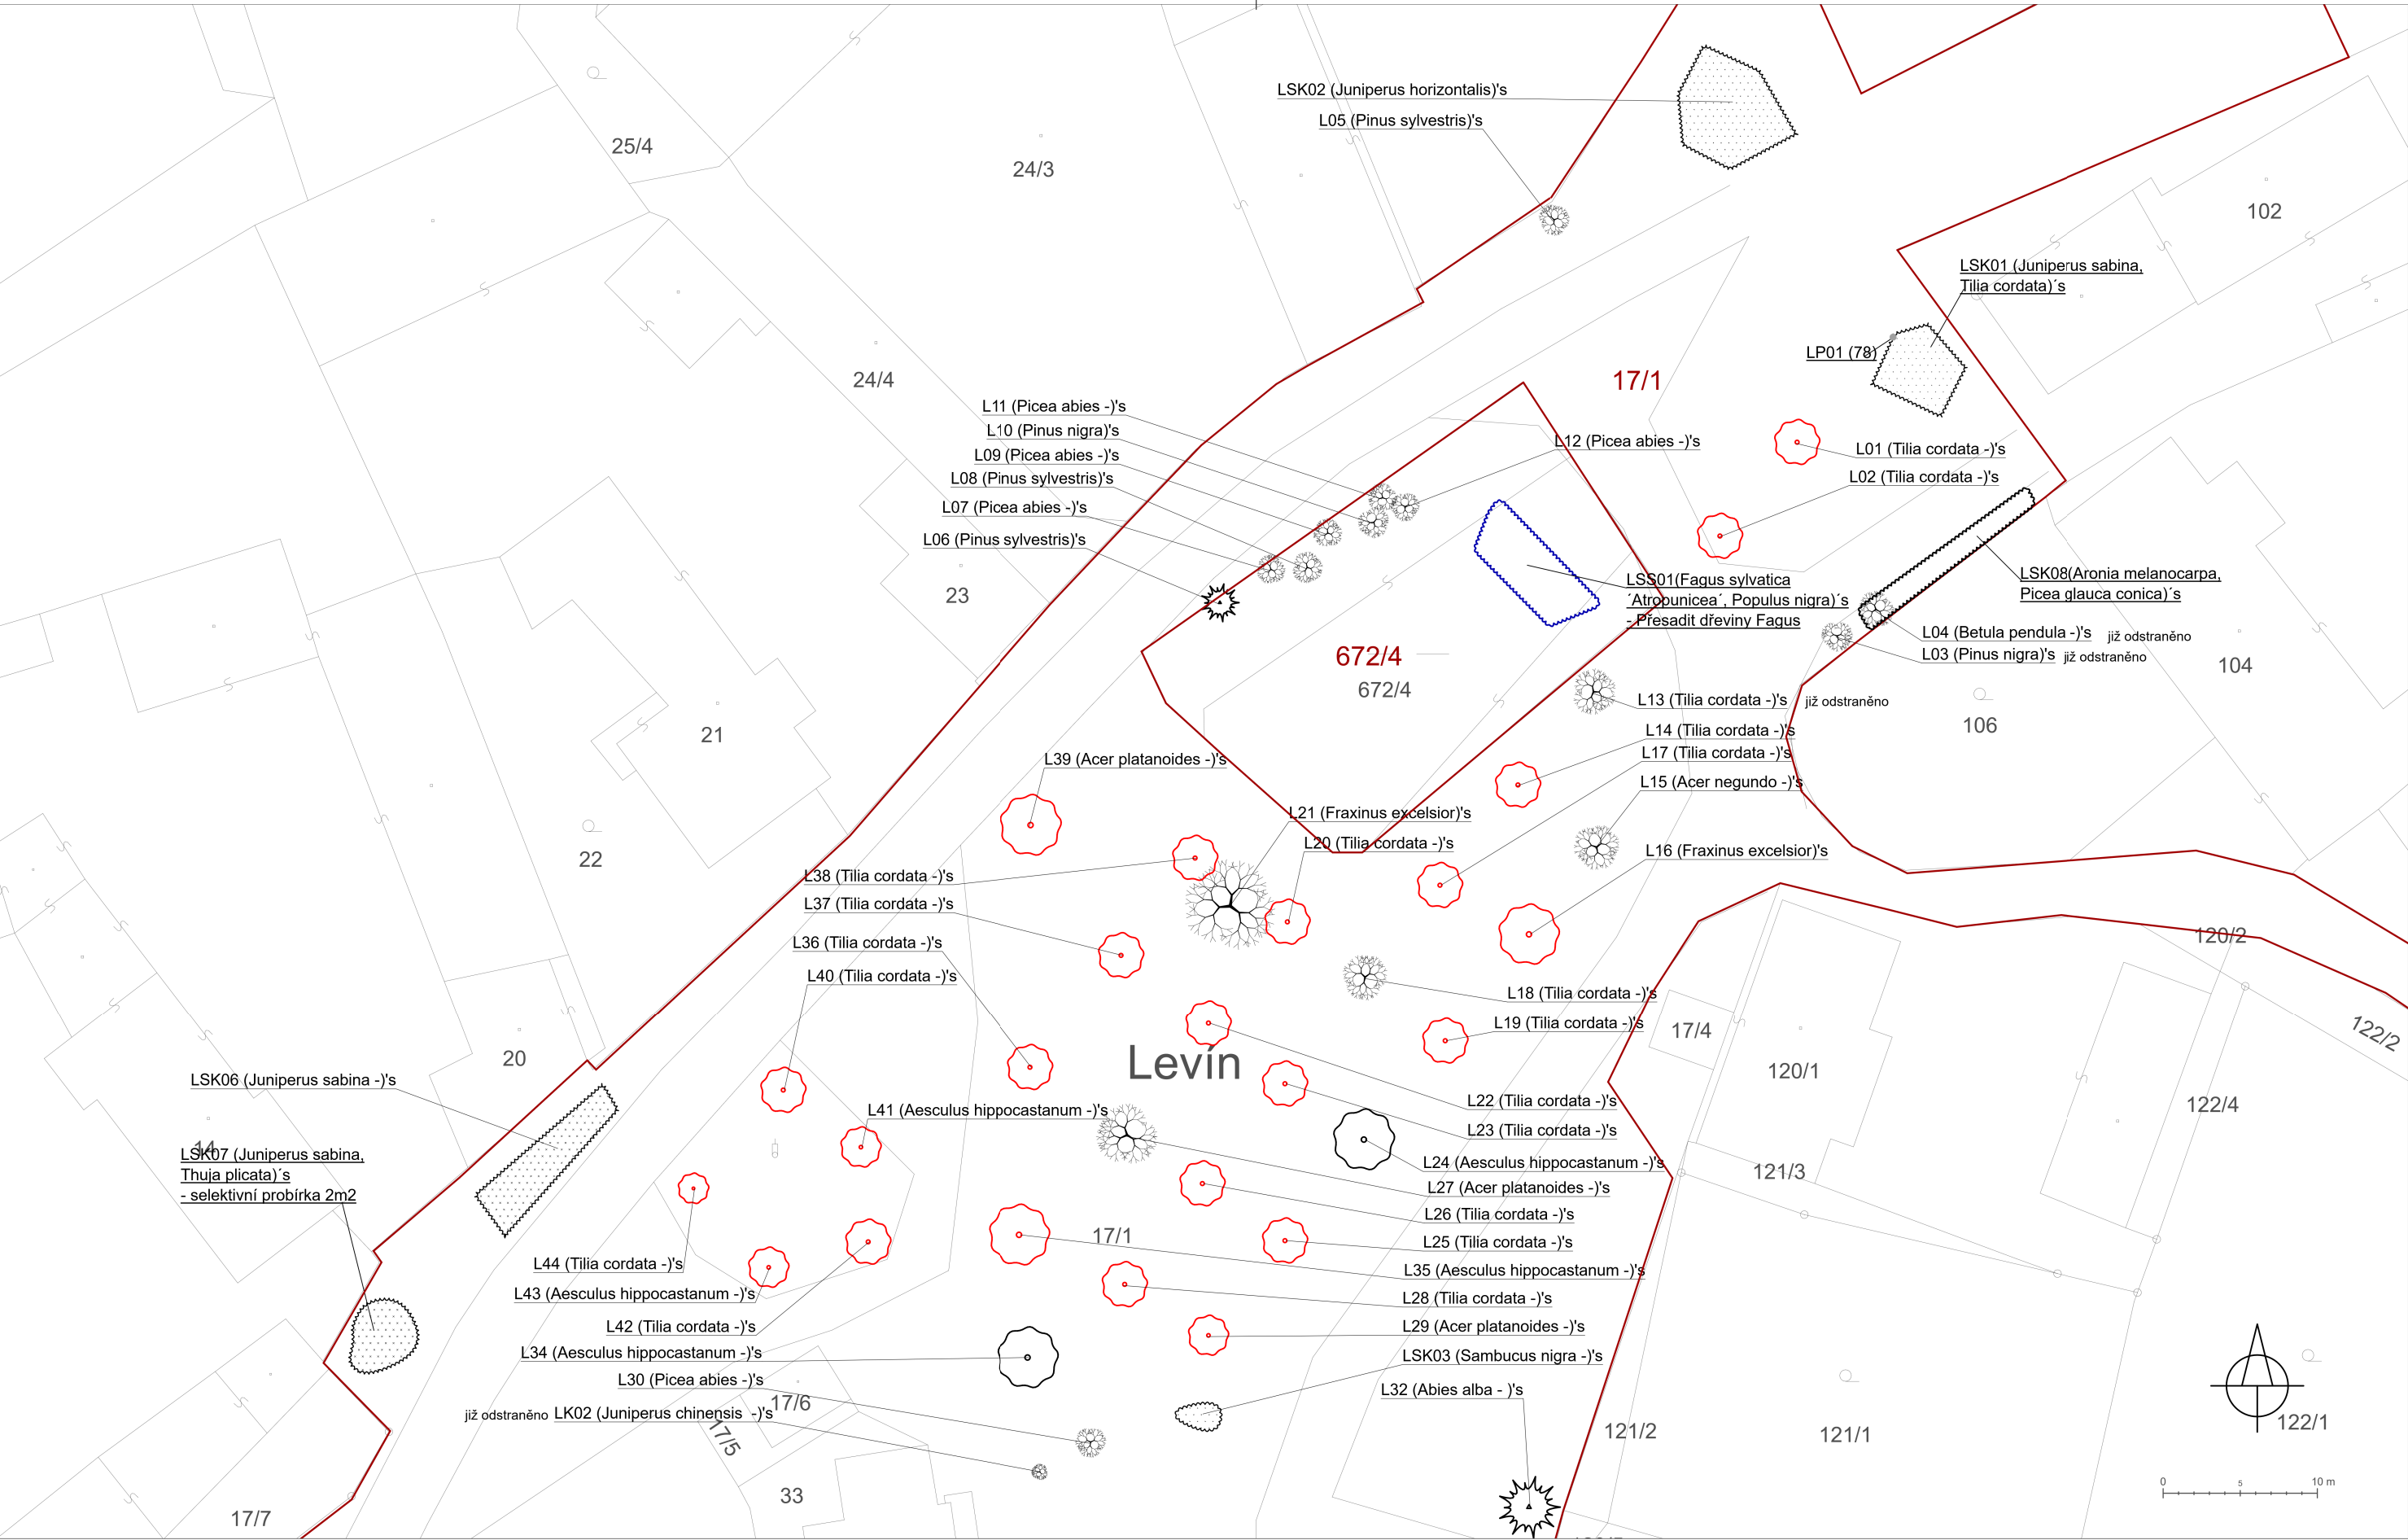 LSK02 (Juniperus horizontalis)'s
L05 (Pinus sylvestris)'s
25/4
24/3
102
LSK01 (Juniperus sabina,
Tilia cordata)´s
LP01 (78)
24/4
17/1
L11 (Picea abies -)'s
L10 (Pinus nigra)'s
L09 (Picea abies -)'s
L08 (Pinus sylvestris)'s
L07 (Picea abies -)'s
L06 (Pinus sylvestris)'s
L12 (Picea abies -)'s
L01 (Tilia cordata -)'s
L02 (Tilia cordata -)'s
23
LSS01(Fagus sylvatica
´Atropunicea´, Populus nigra)´s
- Přesadit dřeviny Fagus
LSK08(Aronia melanocarpa,
Picea glauca conica)´s
L04 (Betula pendula -)'s již odstraněno
L03 (Pinus nigra)'s již odstraněno
104
672/4
672/4
L13 (Tilia cordata -)'s již odstraněno
106
21
L14 (Tilia cordata -)'s
L17 (Tilia cordata -)'s
L15 (Acer negundo -)'s
L39 (Acer platanoides -)'s
L21 (Fraxinus excelsior)'s
L20 (Tilia cordata -)'s
L16 (Fraxinus excelsior)'s
22
L38 (Tilia cordata -)'s
L37 (Tilia cordata -)'s
L36 (Tilia cordata -)'s
L40 (Tilia cordata -)'s
120/2
L18 (Tilia cordata -)'s
L19 (Tilia cordata -)'s
17/4
122/2
Levín
20
120/1
LSK06 (Juniperus sabina -)'s
L41 (Aesculus hippocastanum -)'s
L22 (Tilia cordata -)'s
L23 (Tilia cordata -)'s
122/4
14
LSK07 (Juniperus sabina,
Thuja plicata)´s
- selektivní probírka 2m2
L24 (Aesculus hippocastanum -)'s
121/3
L27 (Acer platanoides -)'s
L26 (Tilia cordata -)'s
17/1
L25 (Tilia cordata -)'s
L44 (Tilia cordata -)'s
L35 (Aesculus hippocastanum -)'s
L43 (Aesculus hippocastanum -)'s
L28 (Tilia cordata -)'s
L42 (Tilia cordata -)'s
L29 (Acer platanoides -)'s
L34 (Aesculus hippocastanum -)'s
LSK03 (Sambucus nigra -)'s
L30 (Picea abies -)'s
L32 (Abies alba - )'s
17/6
již odstraněno LK02 (Juniperus chinensis -)'s
17/5
121/2
121/1
122/1
33
17/7
0 5 10 m